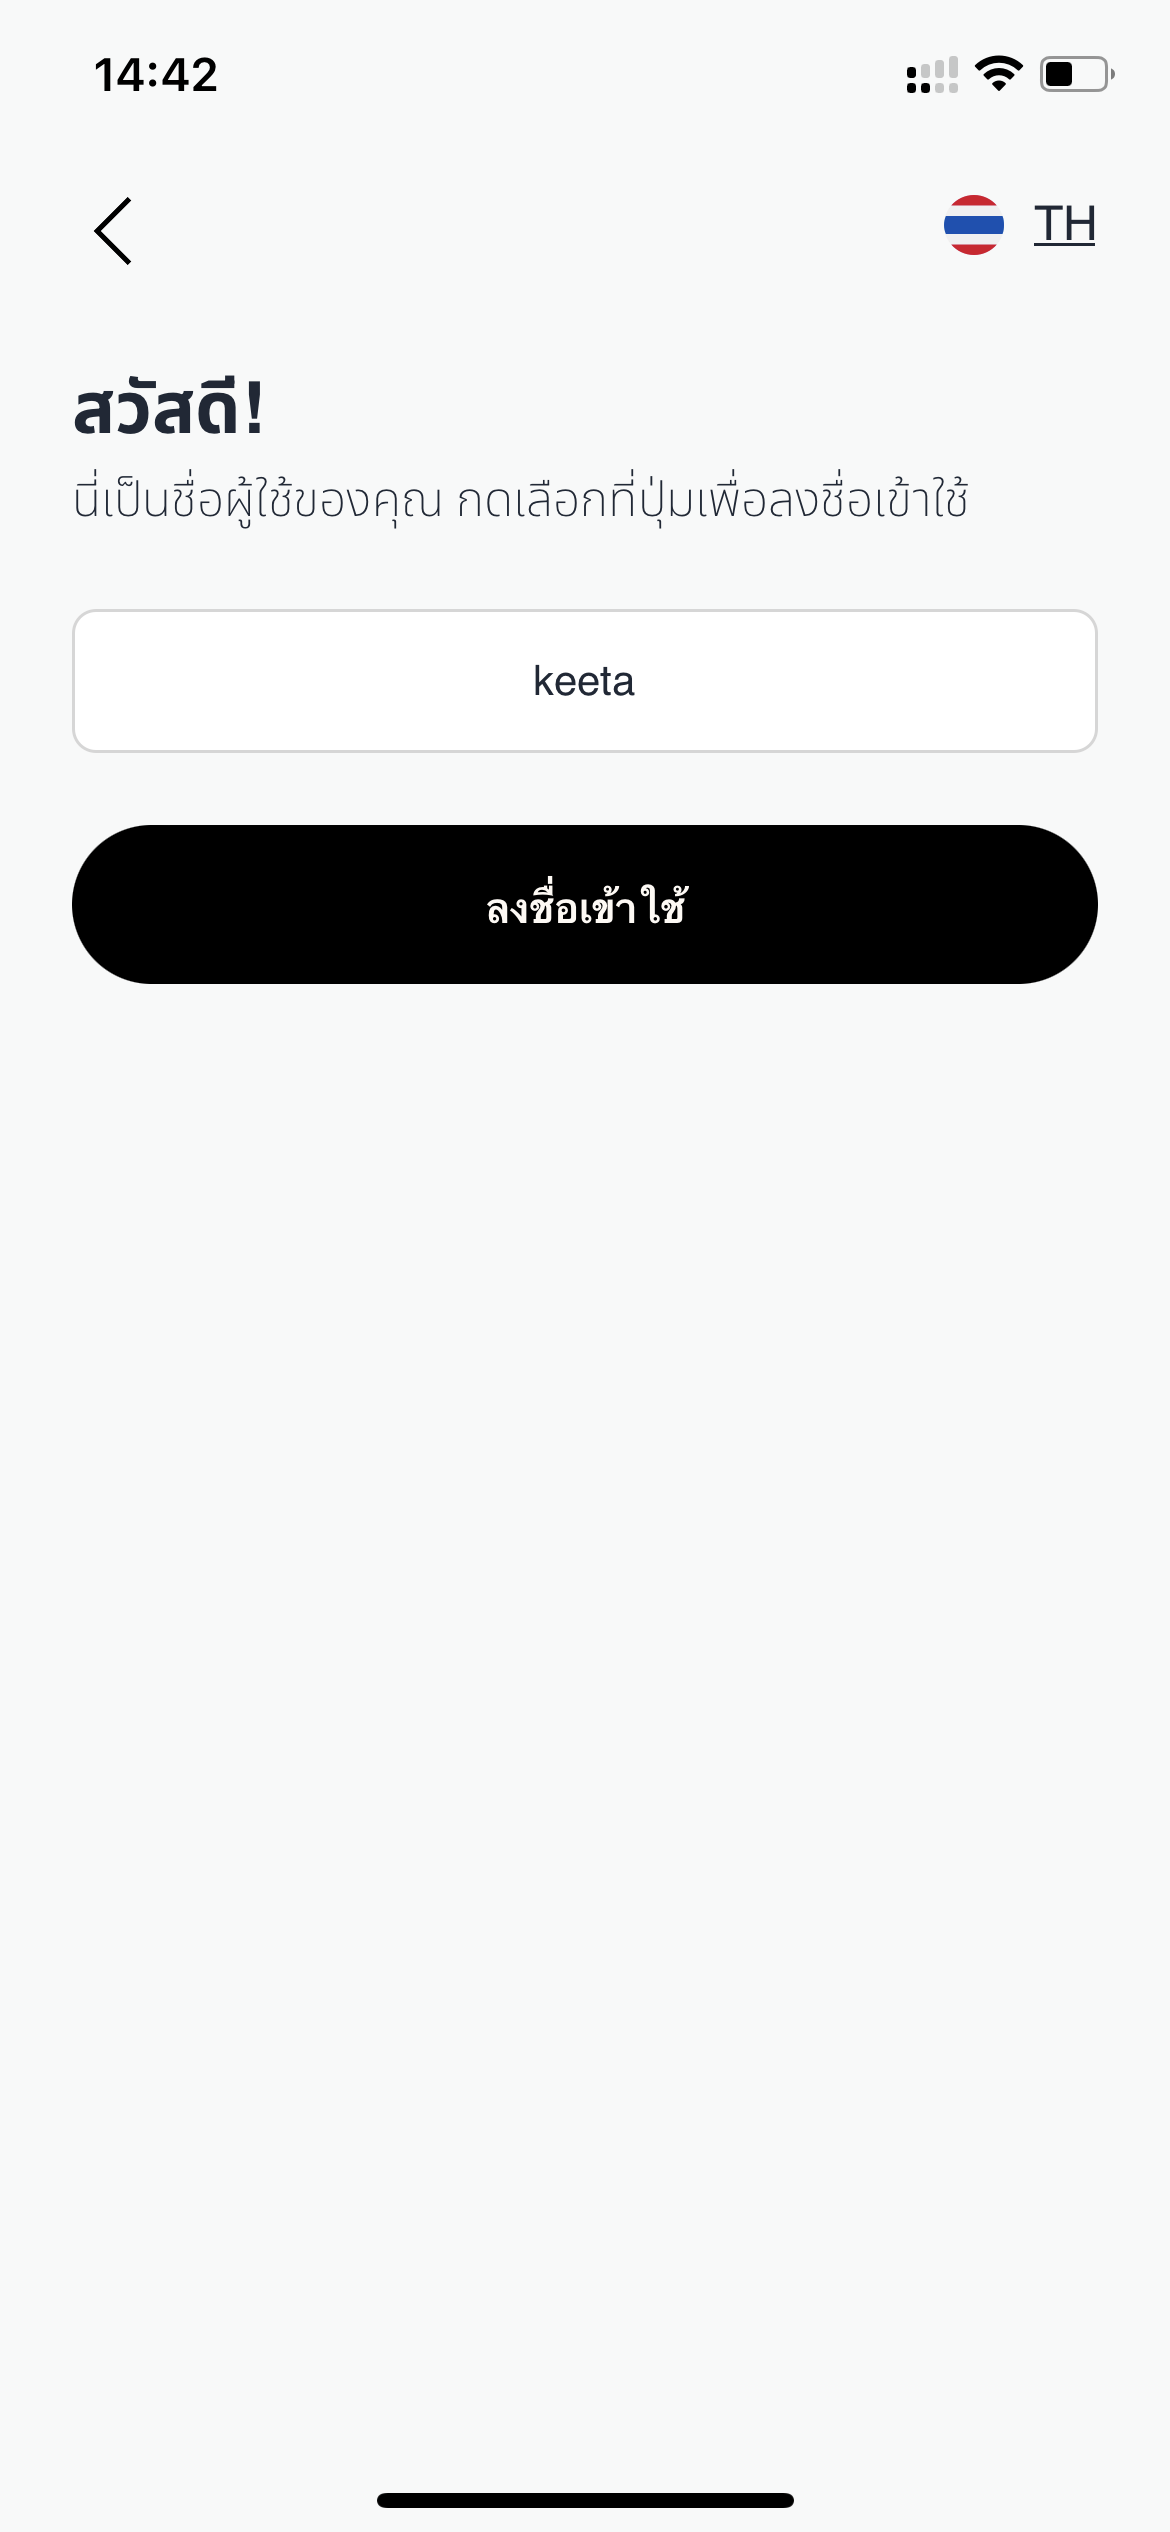 14:42
TH
สวัสดี!
นี่เป็นชื่อผู้ใช้ของคุณ กดเลือกที่ปุ่มเพื่อลงชื่อเข้าใช้
keeta
ลงชื่อเข้าใช้